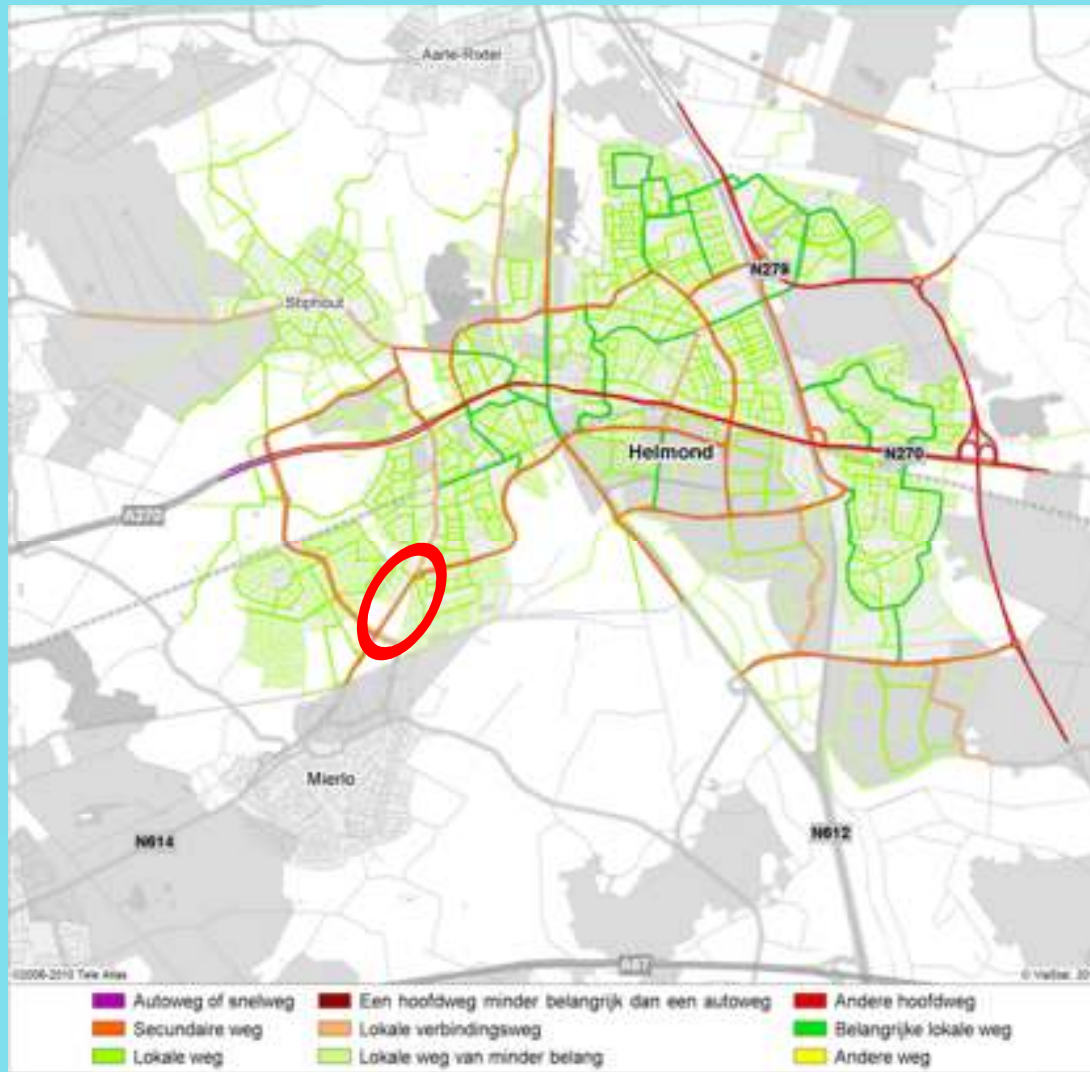 Aarle-Rixtel
Stiphout
N279
Helmond
N270
A270
Mierlo
N614
N612
A67
©2006-2010 Tele Atlas
Autoweg of snelweg
Een hoofdweg minder belangrijk dan een autoweg
Andere hoofdweg
Secundaire weg
Lokale verbindingsweg
Belangrijke lokale weg
Lokale weg
Lokale weg van minder belang
Andere weg